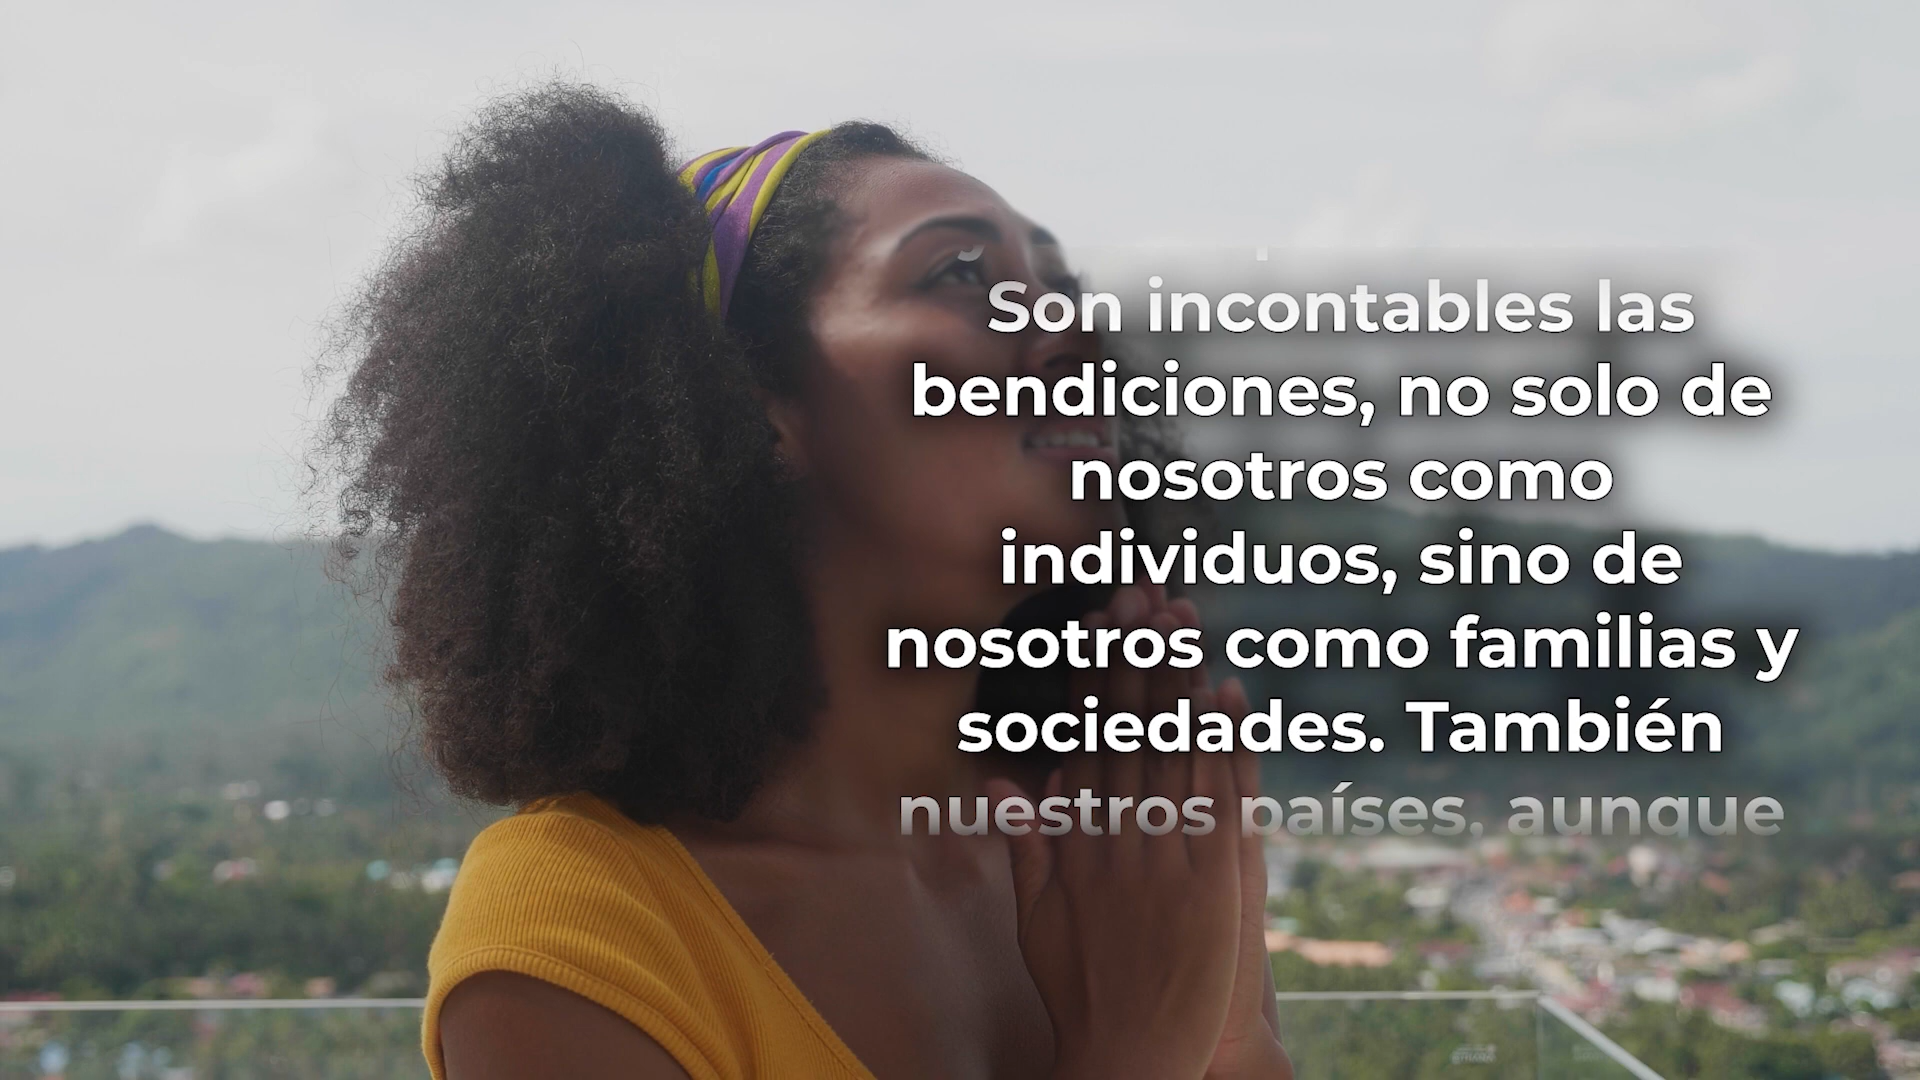 Son incontables las
bendiciones, no solo de
nosotros como
individuos, sino de
nosotros como familias y
sociedades. También
nuestros países, aunque